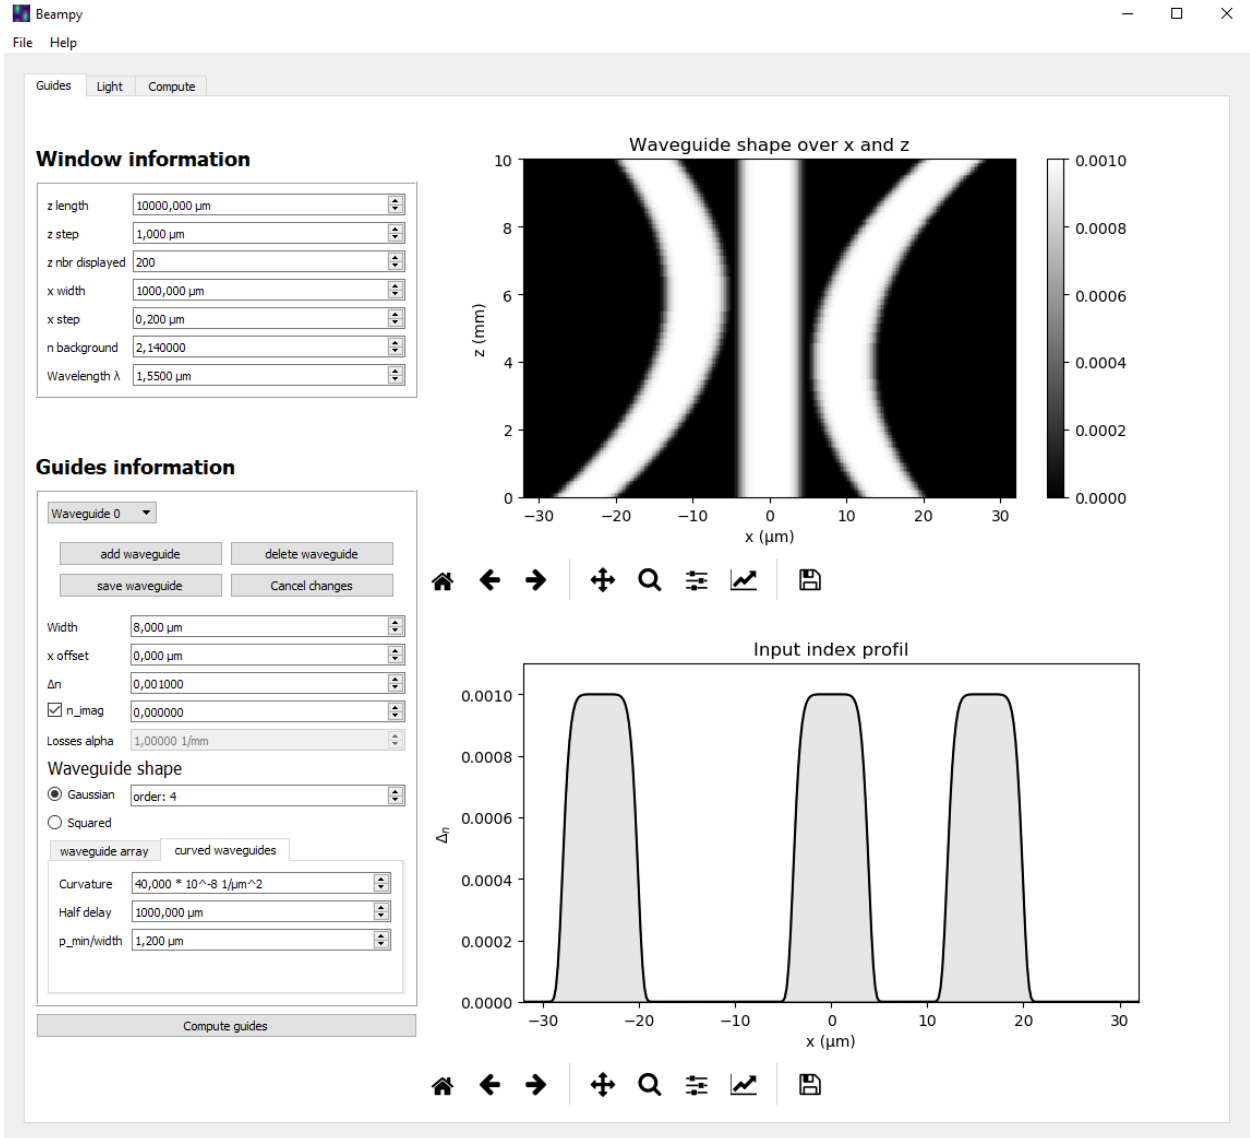 Beampy
File Help
Guides Light Compute
Window information
z length 10000,000 µm
z step 1,000 µm
z nbr displayed 200
x width 1000,000 µm
x step 0,200 µm
n background 2,140000
Wavelength λ 1,5500 µm
Guides information
Waveguide 0
add waveguide delete waveguide
save waveguide Cancel changes
Width 8,000 µm
x offset 0,000 µm
Δn 0,001000
n_imag 0,000000
Losses alpha 1,00000 1/mm
Waveguide shape
Gaussian order: 4
Squared
waveguide array curved waveguides
Curvature 40,000 * 10^-8 1/µm^2
Half delay 1000,000 µm
p_min/width 1,200 µm
Compute guides
Waveguide shape over x and z
z (mm)
10
8
6
4
2
0
−30 −20 −10 0 10 20 30
x (µm)
0.0010
0.0008
0.0006
0.0004
0.0002
0.0000
Input index profil
Δn
0.0010
0.0008
0.0006
0.0004
0.0002
0.0000
−30 −20 −10 0 10 20 30
x (µm)